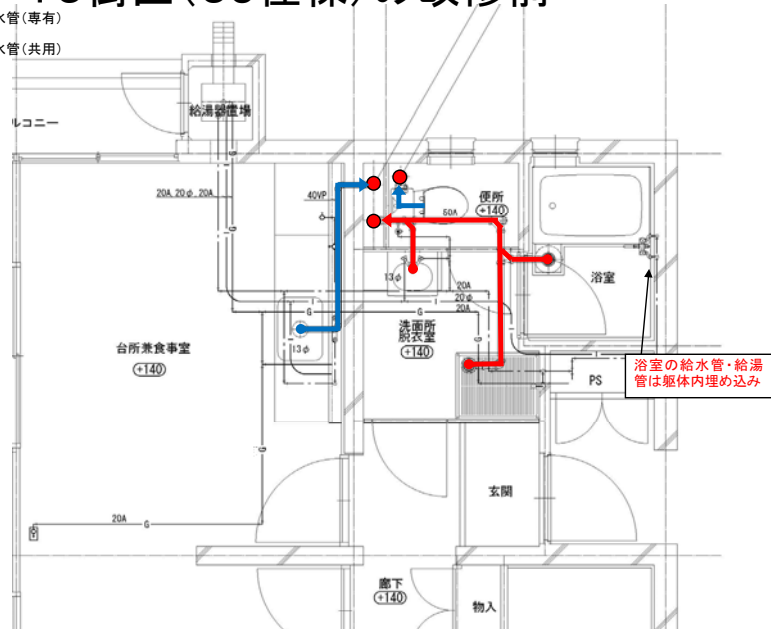 水管(専有)
水管(共用)
給湯器置場
ルコニー
20A, 20φ, 20A
40VP
便所
+140
50A
13φ
20A
20φ
20A
浴室
I
G
G
洗面所
脱衣室
+140
台所兼食事室
+140
13φ
PS
浴室の給水管・給湯
管は躯体内埋め込み
玄関
20A
G
廊下
+140
物入